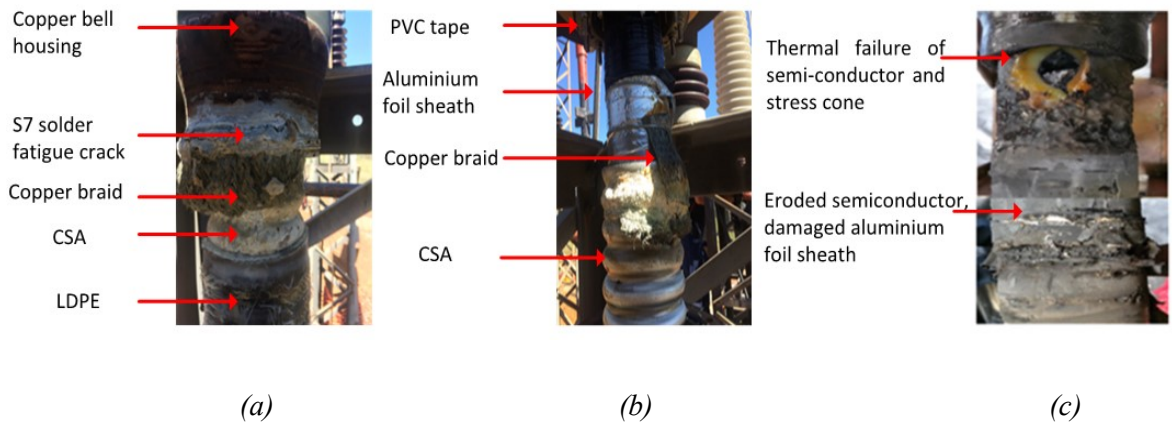 Copper bell
housing
S7 solder
fatigue crack
Copper braid
CSA
LDPE
PVC tape
Aluminium
foil sheath
Copper braid
CSA
Thermal failure of
semi-conductor and
stress cone
Eroded semiconductor,
damaged aluminium
foil sheath
(a)
(b)
(c)